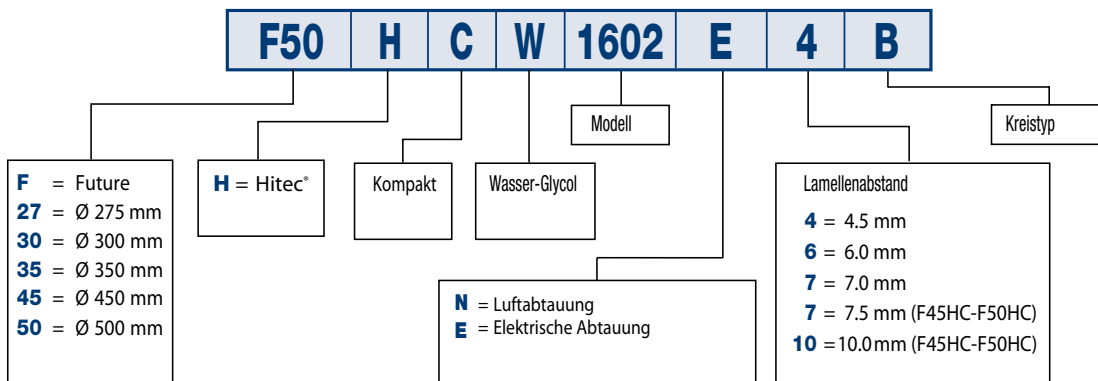 F50 H C W 1602 E 4 B
Modell
Kreistyp
F = Future
27 = Ø 275 mm
30 = Ø 300 mm
35 = Ø 350 mm
45 = Ø 450 mm
50 = Ø 500 mm
H = Hitec®
Kompakt
Wasser-Glycol
N = Luftabtauung
E = Elektrische Abtauung
Lamellenabstand
4 = 4.5 mm
6 = 6.0 mm
7 = 7.0 mm
7 = 7.5 mm (F45HC-F50HC)
10 = 10.0 mm (F45HC-F50HC)